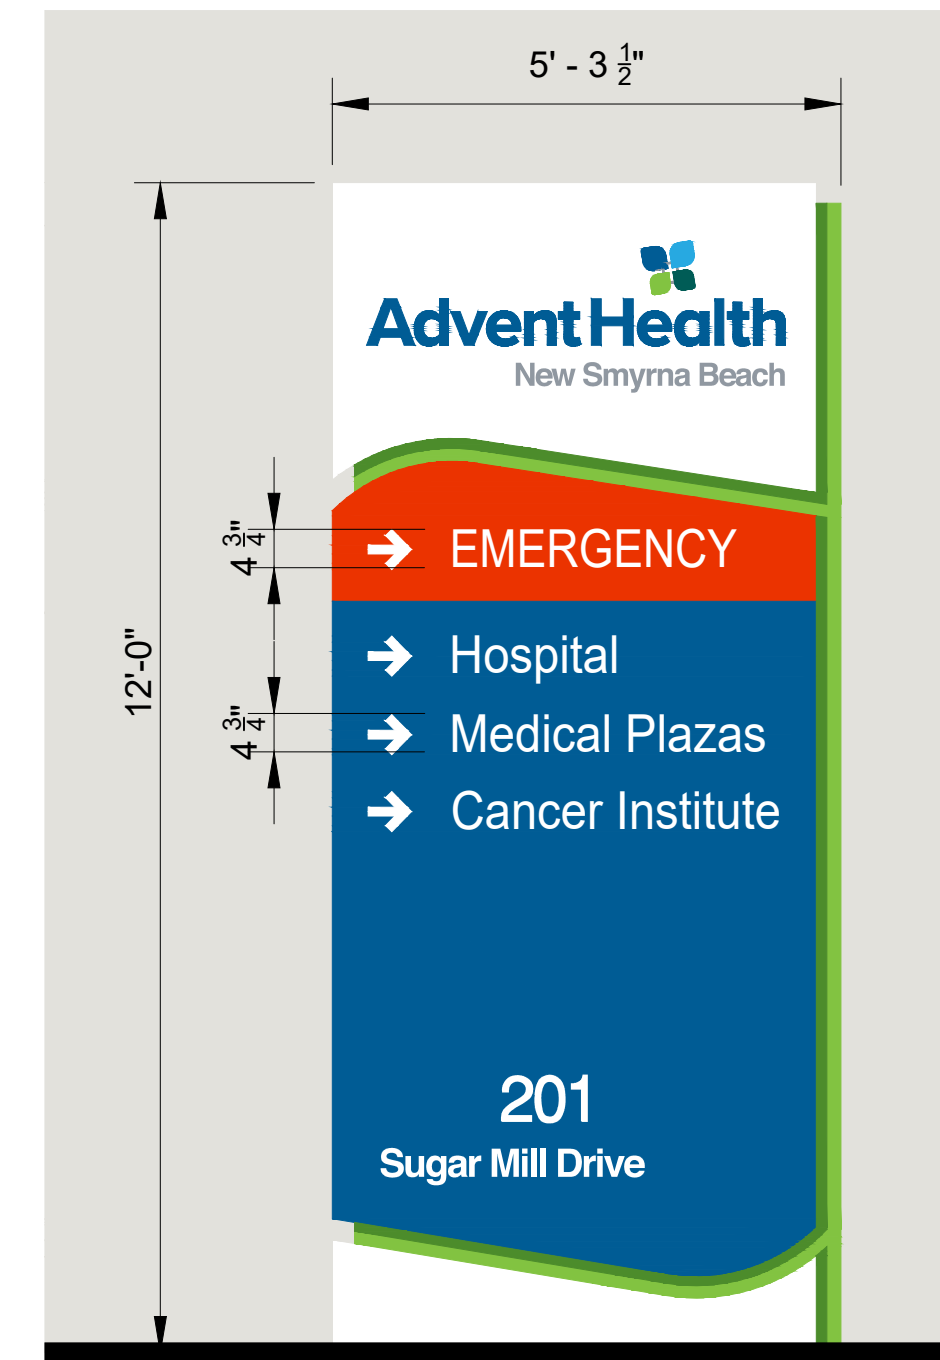 5' - 3 1/2"
AdventHealth
New Smyrna Beach
4 3/4"
EMERGENCY
12'-0"
Hospital
4 3/4"
Medical Plazas
Cancer Institute
201
Sugar Mill Drive